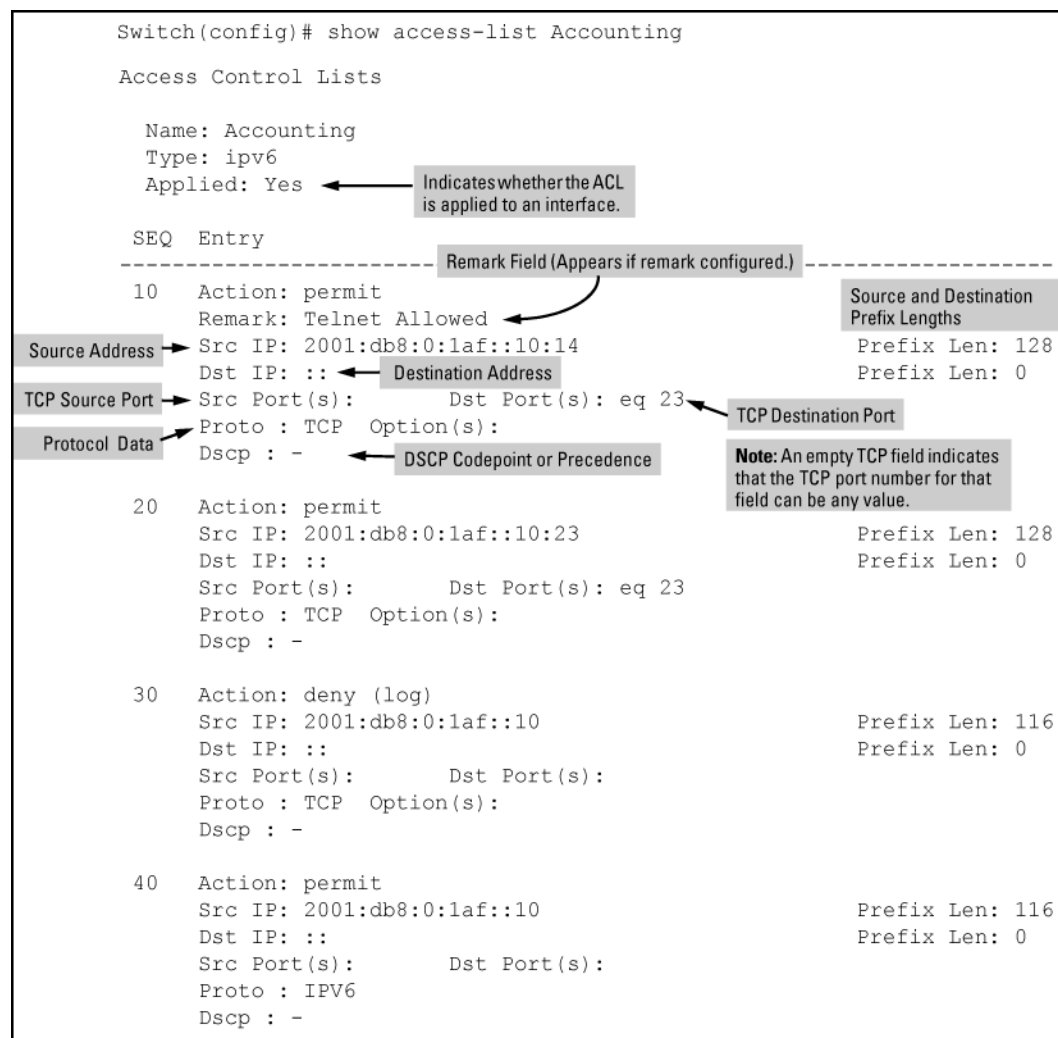 Switch(config)# show access-list Accounting
Access Control Lists
Name: Accounting
Type: ipv6
Applied: Yes
Indicates whether the ACL
is applied to an interface.
SEQ Entry
Remark Field (Appears if remark configured.)
10 Action: permit
Source and Destination
Prefix Lengths
Remark: Telnet Allowed
Source Address
Src IP: 2001:db8:0:1af::10:14 Prefix Len: 128
Dst IP: :: Destination Address Prefix Len: 0
TCP Source Port
Src Port(s): Dst Port(s): eq 23
TCP Destination Port
Protocol Data
Proto : TCP Option(s):
Dscp : - DSCP Codepoint or Precedence
Note: An empty TCP field indicates
that the TCP port number for that
field can be any value.
20 Action: permit
Src IP: 2001:db8:0:1af::10:23 Prefix Len: 128
Dst IP: :: Prefix Len: 0
Src Port(s): Dst Port(s): eq 23
Proto : TCP Option(s):
Dscp : -
30 Action: deny (log)
Src IP: 2001:db8:0:1af::10 Prefix Len: 116
Dst IP: :: Prefix Len: 0
Src Port(s): Dst Port(s):
Proto : TCP Option(s):
Dscp : -
40 Action: permit
Src IP: 2001:db8:0:1af::10 Prefix Len: 116
Dst IP: :: Prefix Len: 0
Src Port(s): Dst Port(s):
Proto : IPV6
Dscp : -